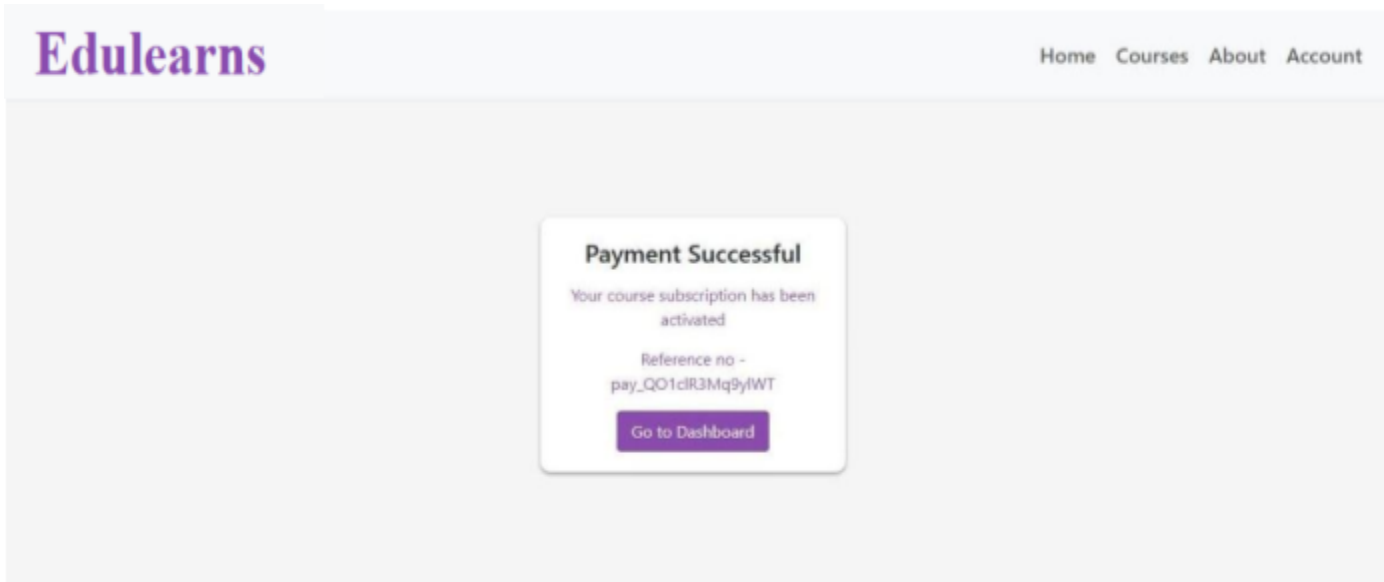 Edulearns
Home Courses About Account
Payment Successful
Your course subscription has been
activated
Reference no -
pay_QO1clR3Mq9ylWT
Go to Dashboard